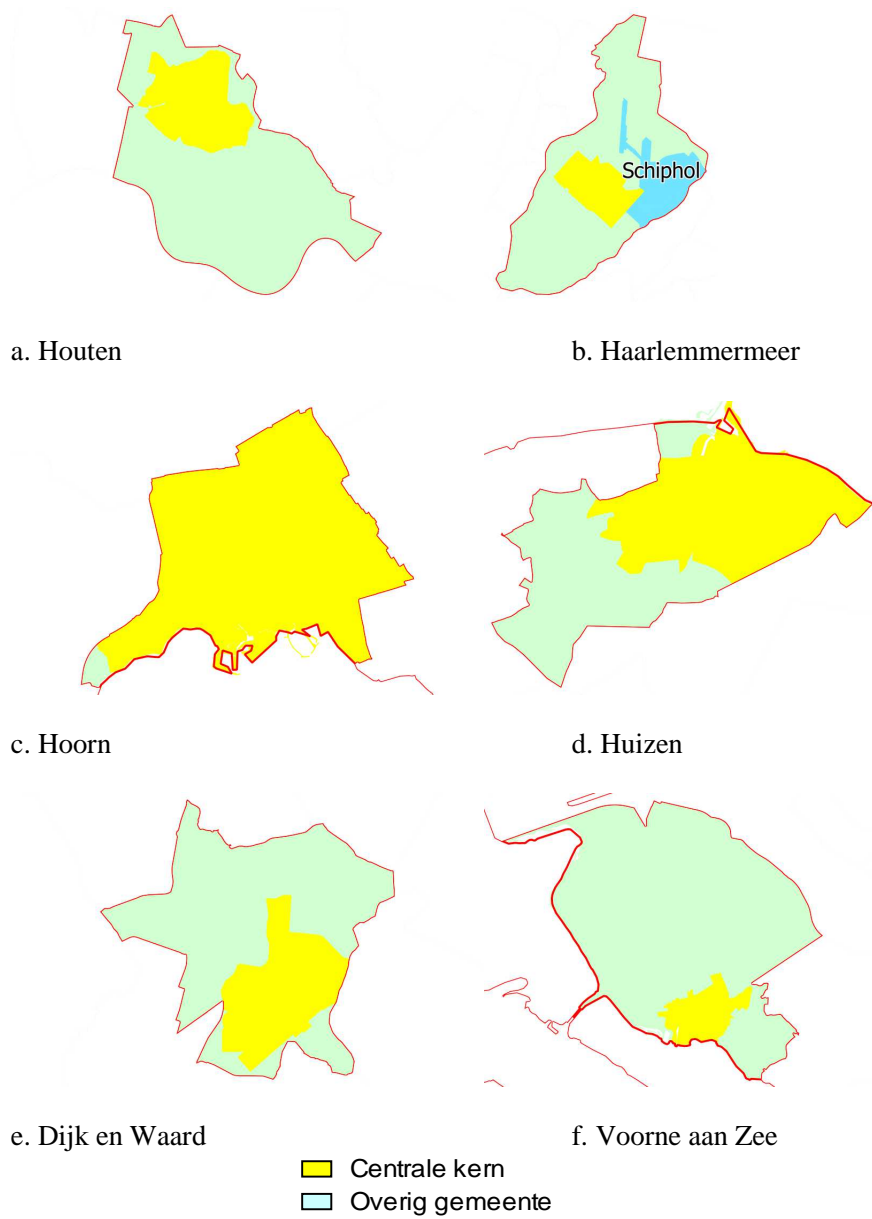 Schiphol
a. Houten
b. Haarlemmermeer
c. Hoorn
d. Huizen
e. Dijk en Waard
f. Voorne aan Zee
Centrale kern
Overig gemeente